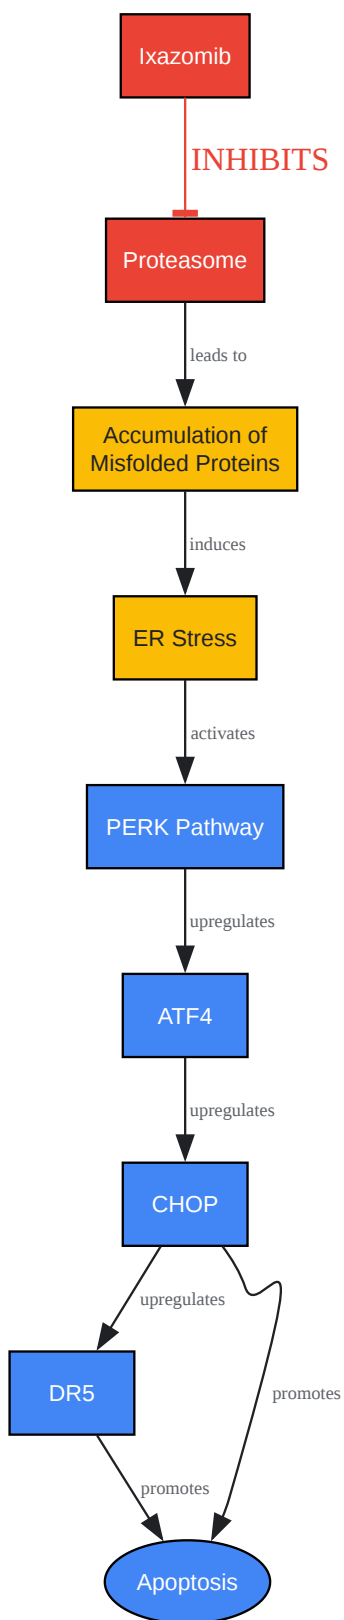 Ixazomib
INHIBITS
Proteasome
leads to
Accumulation of
Misfolded Proteins
induces
ER Stress
activates
PERK Pathway
upregulates
ATF4
upregulates
CHOP
upregulates
DR5
promotes
promotes
Apoptosis